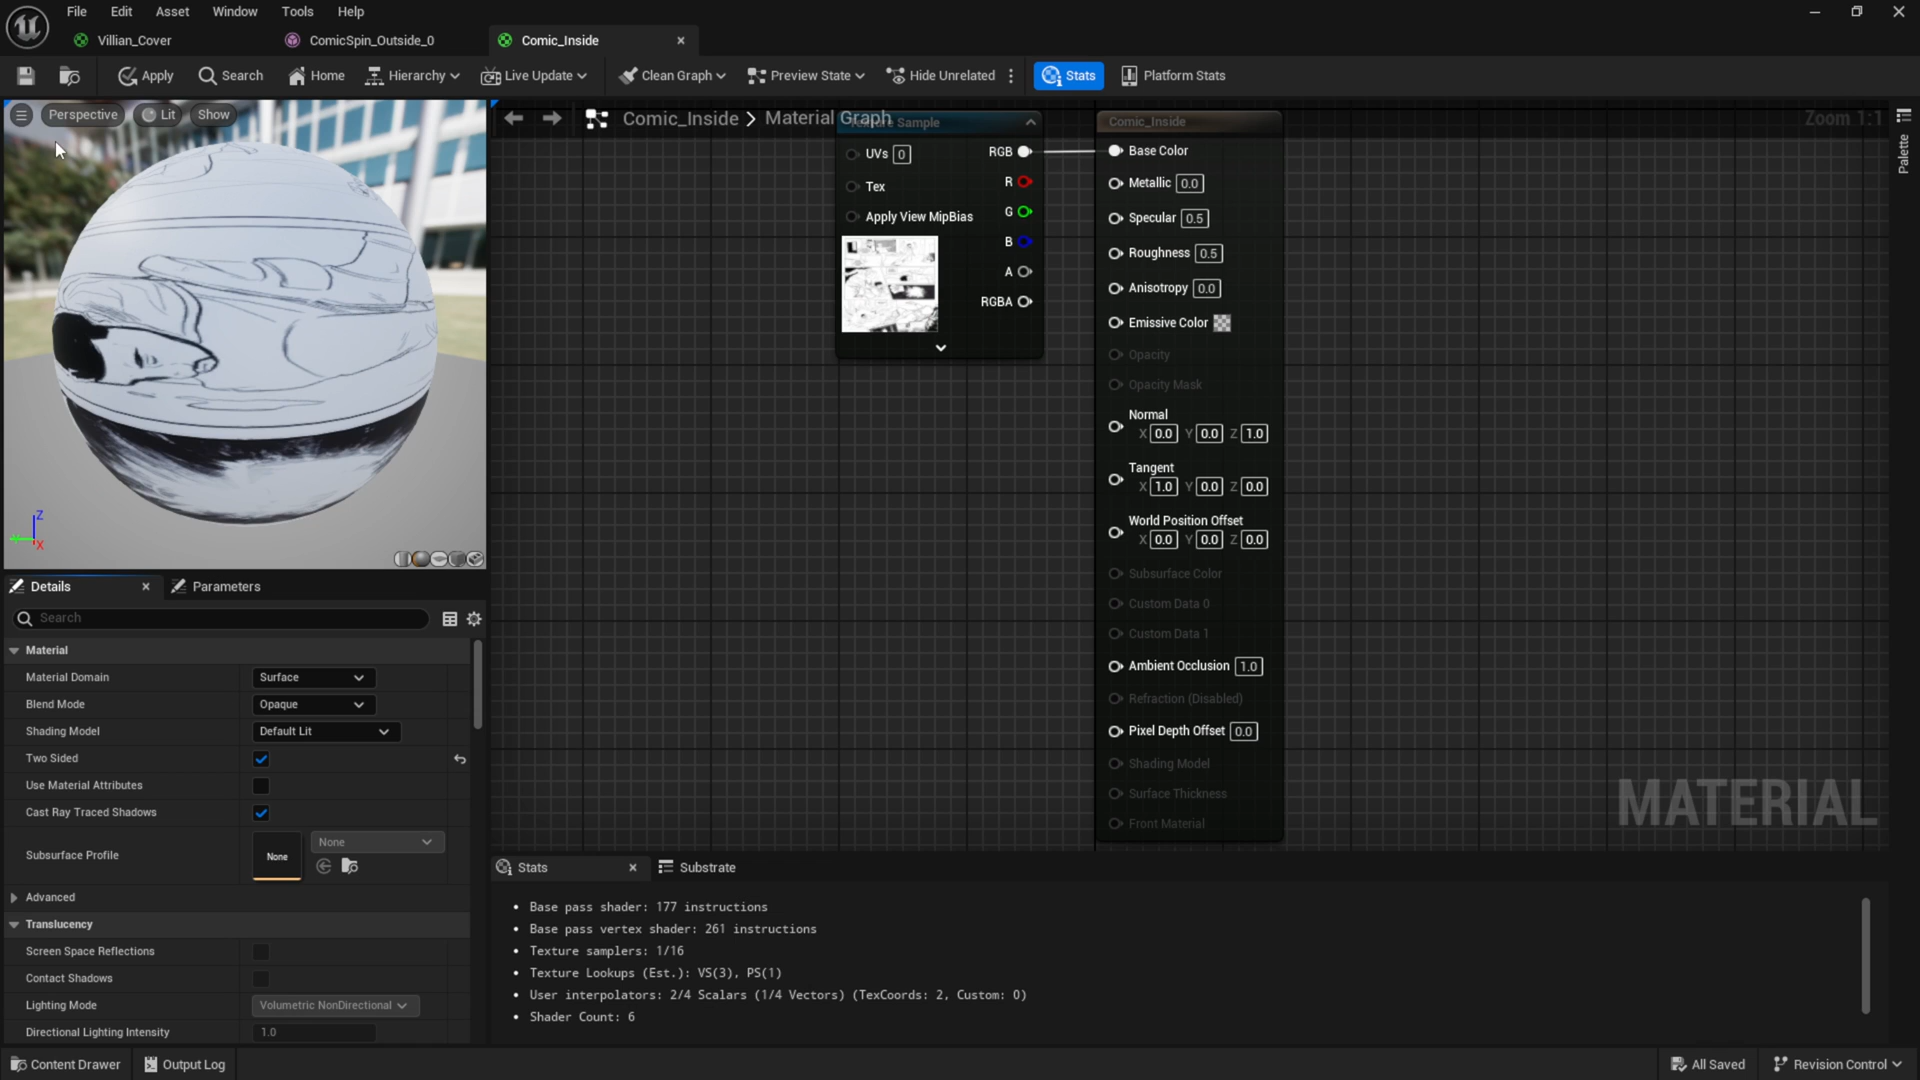 File Edit Asset Window Tools Help
Villian_Cover ComicSpin_Outside_0 Comic_Inside
Apply Search Home Hierarchy Live Update Clean Graph Preview State Hide Unrelated Stats Platform Stats
Perspective Lit Show
Comic_Inside > Material Graph
Zoom 1:1
Palette
Texture Sample
UVs 0 RGB
R
Tex
G
Apply View MipBias
B
A
RGBA
Comic_Inside
Base Color
Metallic 0.0
Specular 0.5
Roughness 0.5
Anisotropy 0.0
Emissive Color
Opacity
Opacity Mask
Normal
X 0.0 Y 0.0 Z 1.0
Tangent
X 1.0 Y 0.0 Z 0.0
World Position Offset
X 0.0 Y 0.0 Z 0.0
Subsurface Color
Custom Data 0
Custom Data 1
Ambient Occlusion 1.0
Refraction (Disabled)
Pixel Depth Offset 0.0
Shading Model
Surface Thickness
Front Material
MATERIAL
Z
Y
X
Details Parameters
Search
Material
Material Domain Surface
Blend Mode Opaque
Shading Model Default Lit
Two Sided
Use Material Attributes
Cast Ray Traced Shadows
Subsurface Profile None None
Advanced
Translucency
Screen Space Reflections
Contact Shadows
Lighting Mode Volumetric NonDirectional
Directional Lighting Intensity 1.0
Stats Substrate
• Base pass shader: 177 instructions
• Base pass vertex shader: 261 instructions
• Texture samplers: 1/16
• Texture Lookups (Est.): VS(3), PS(1)
• User interpolators: 2/4 Scalars (1/4 Vectors) (TexCoords: 2, Custom: 0)
• Shader Count: 6
Content Drawer Output Log All Saved Revision Control